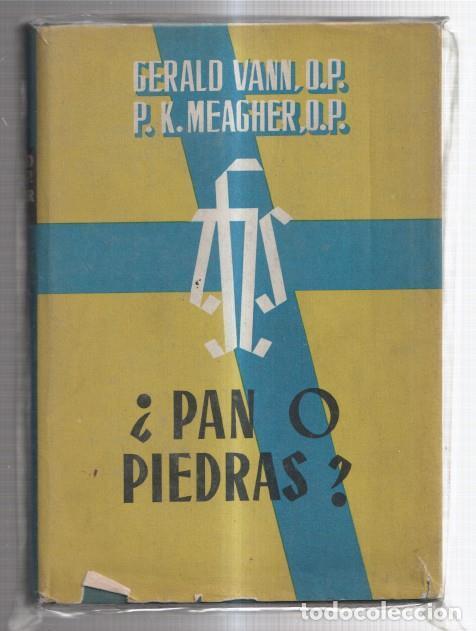 GERALD VANN, O.P.
P. K. MEAGHER, O.P.
¿PAN O
PIEDRAS?
todocoleccion